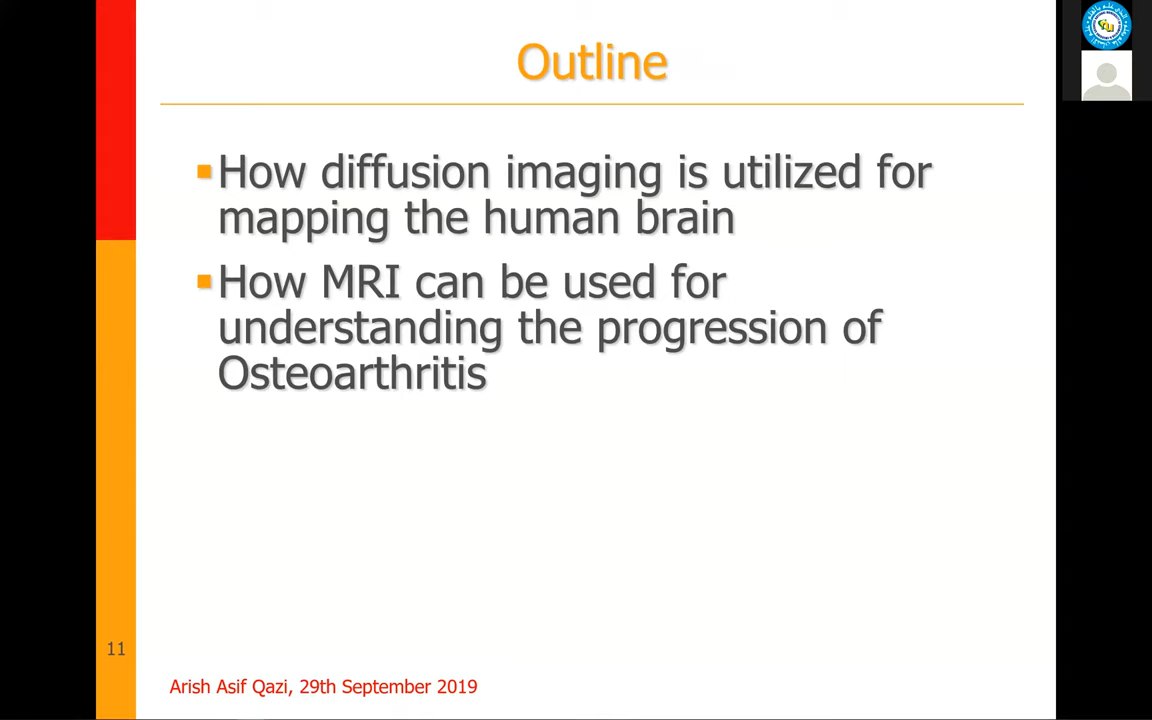 Outline
How diffusion imaging is utilized for
mapping the human brain
How MRI can be used for
understanding the progression of
Osteoarthritis
11
Arish Asif Qazi, 29th September 2019